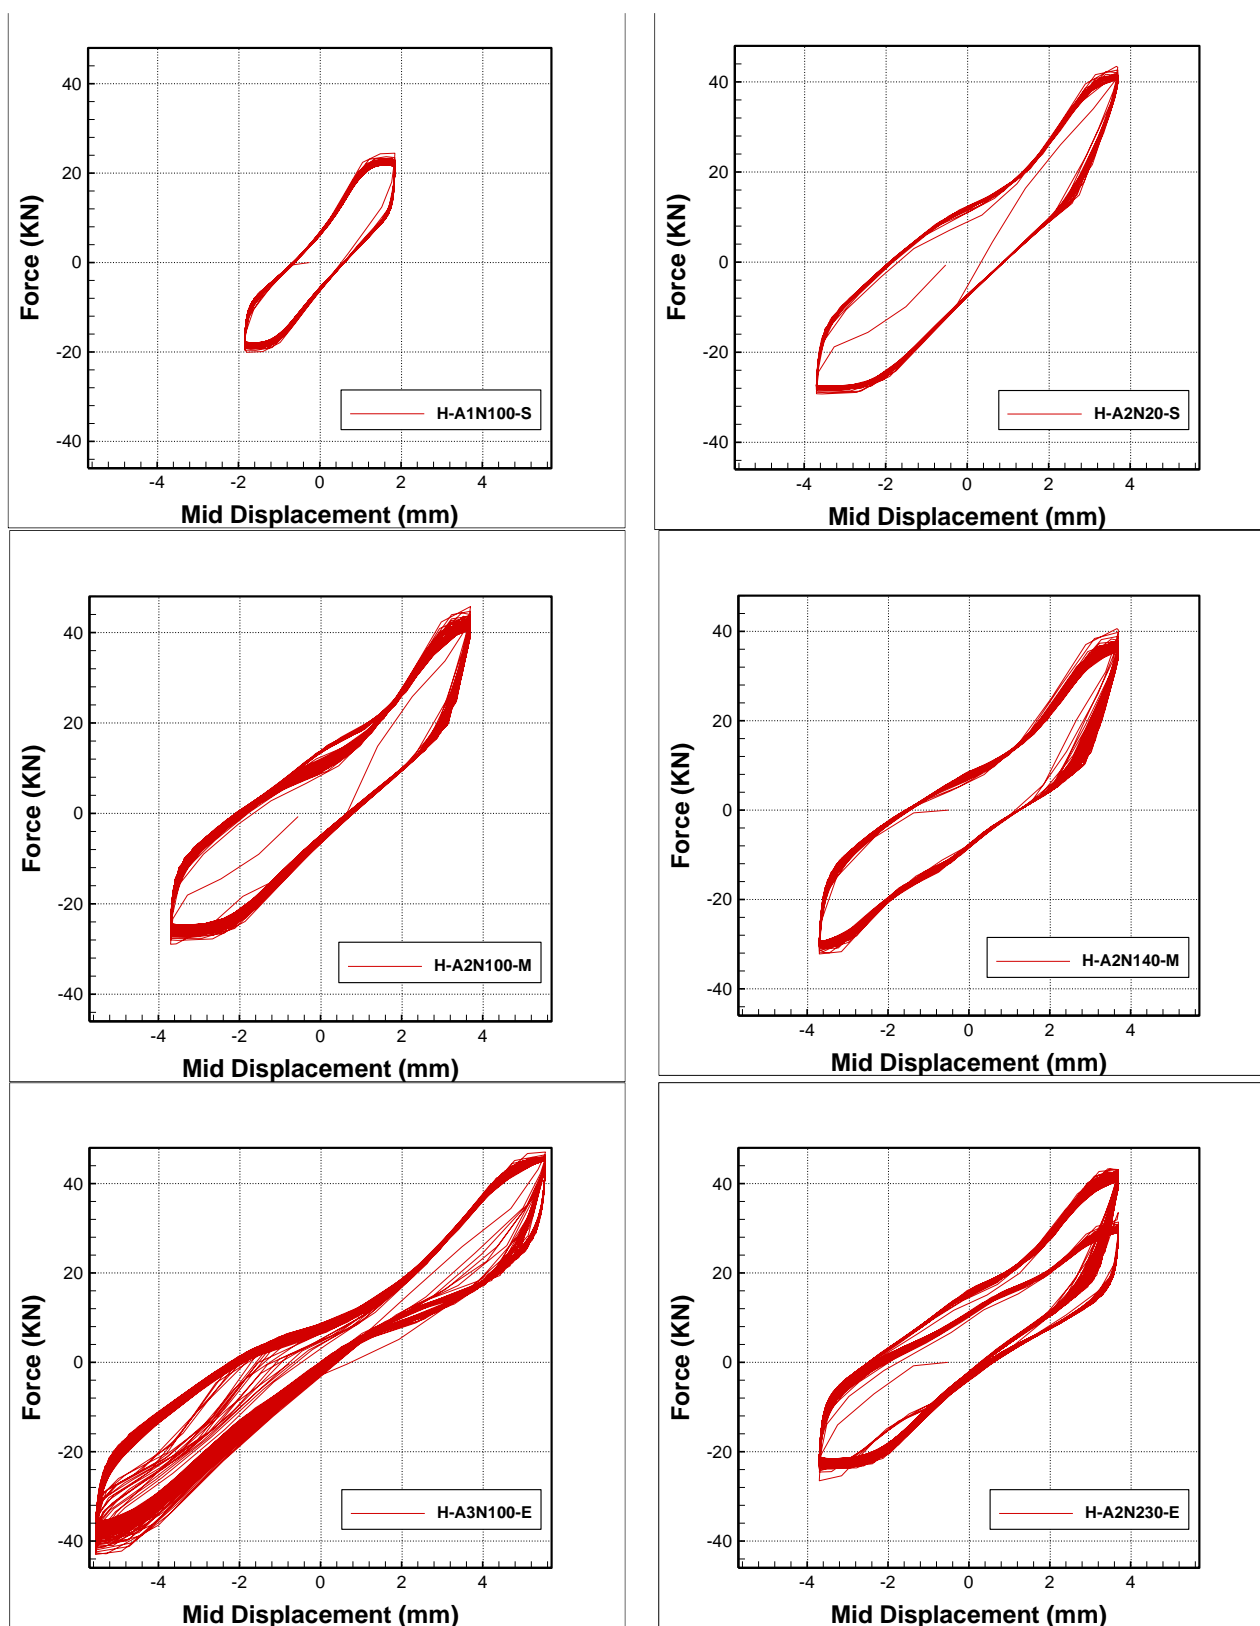 40
20
0
-20
-40
Force (KN)
H-A1N100-S
-4 -2 0 2 4
Mid Displacement (mm)
40
20
0
-20
-40
Force (KN)
H-A2N20-S
-4 -2 0 2 4
Mid Displacement (mm)
40
20
0
-20
-40
Force (KN)
H-A2N100-M
-4 -2 0 2 4
Mid Displacement (mm)
40
20
0
-20
-40
Force (KN)
H-A2N140-M
-4 -2 0 2 4
Mid Displacement (mm)
40
20
0
-20
-40
Force (KN)
H-A3N100-E
-4 -2 0 2 4
Mid Displacement (mm)
40
20
0
-20
-40
Force (KN)
H-A2N230-E
-4 -2 0 2 4
Mid Displacement (mm)